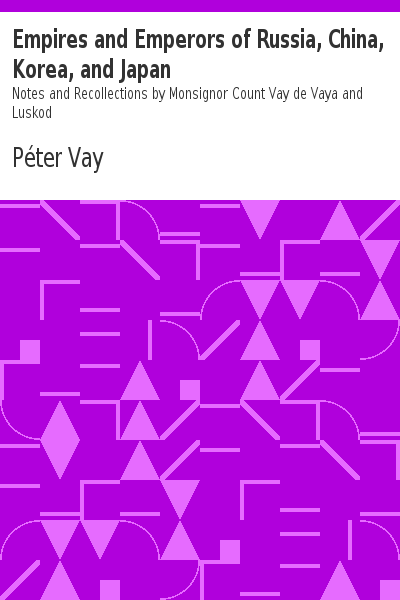 Empires and Emperors of Russia, China,
Korea, and Japan
Notes and Recollections by Monsignor Count Vay de Vaya and
Luskod
Péter Vay